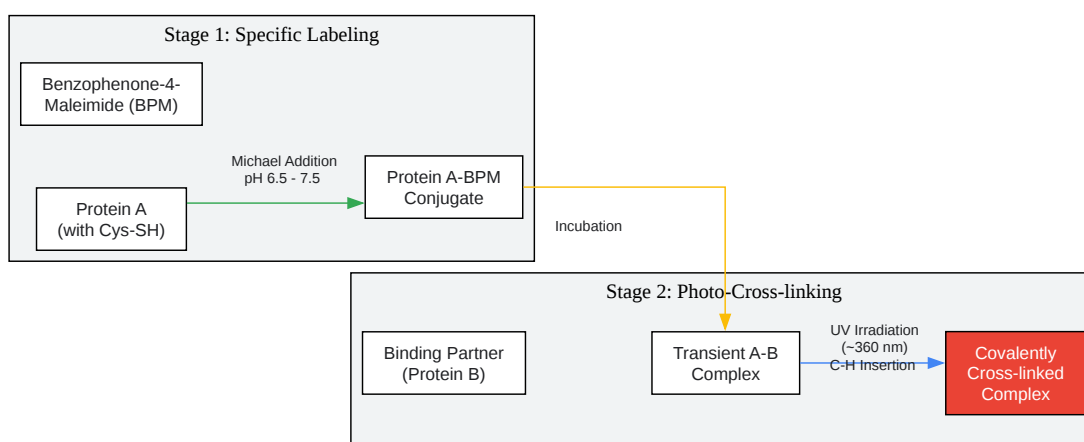 Stage 1: Specific Labeling
Benzophenone-4-
Maleimide (BPM)
Protein A
(with Cys-SH)
Michael Addition
pH 6.5 - 7.5
Protein A-BPM
Conjugate
Incubation
Stage 2: Photo-Cross-linking
Binding Partner
(Protein B)
Transient A-B
Complex
UV Irradiation
(~360 nm)
C-H Insertion
Covalently
Cross-linked
Complex